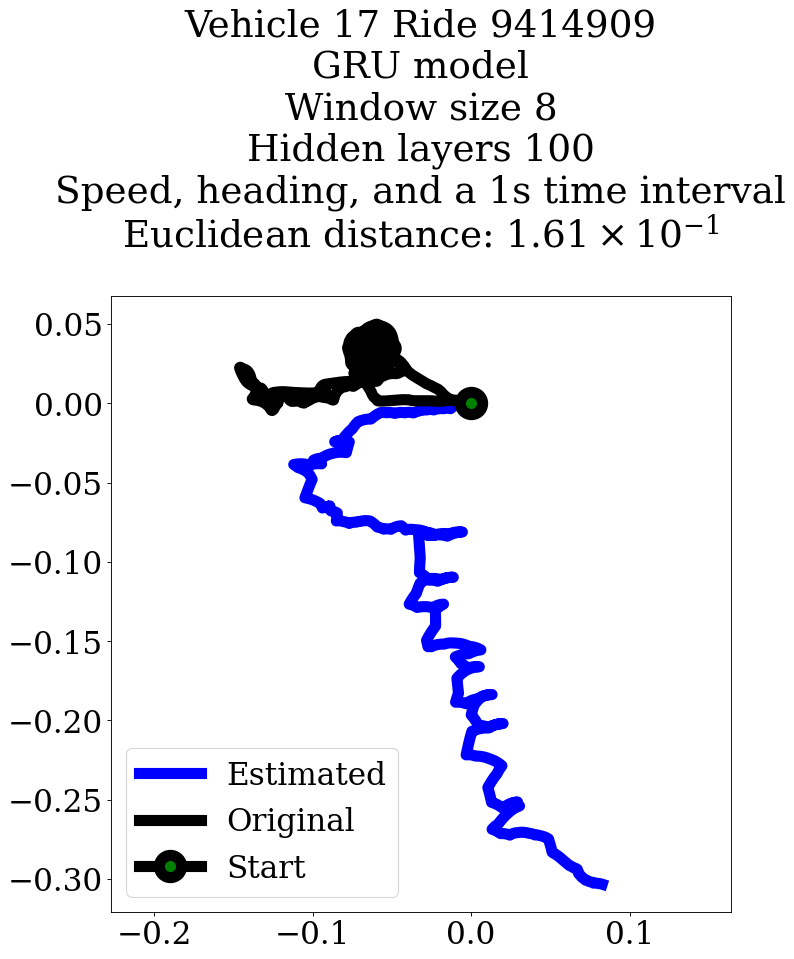 Vehicle 17 Ride 9414909
GRU model
Window size 8
Hidden layers 100
Speed, heading, and a 1s time interval
Euclidean distance: 1.61 × 10⁻¹
0.05
0.00
−0.05
−0.10
−0.15
−0.20
−0.25
−0.30
Estimated
Original
Start
−0.2
−0.1
0.0
0.1